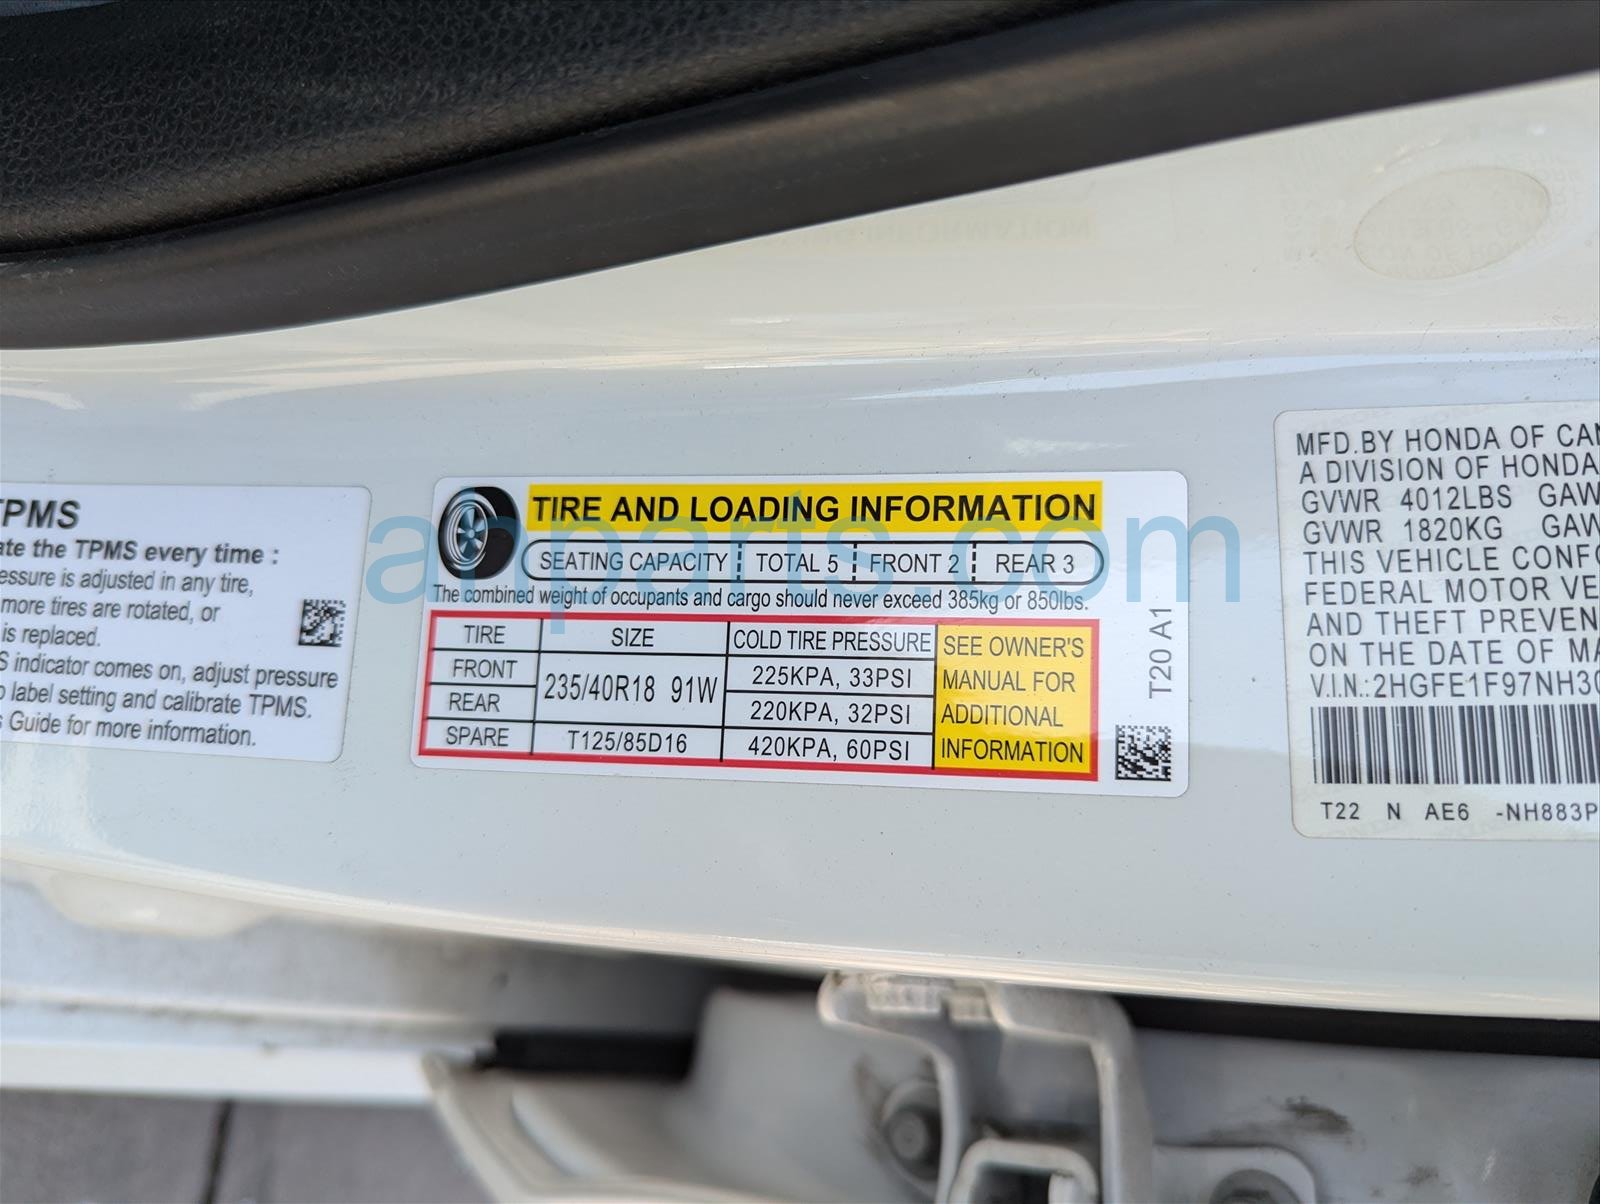 TPMS
ate the TPMS every time :
essure is adjusted in any tire,
more tires are rotated, or
is replaced.
S indicator comes on, adjust pressure
o label setting and calibrate TPMS.
s Guide for more information.
TIRE AND LOADING INFORMATION
SEATING CAPACITY TOTAL 5 FRONT 2 REAR 3
The combined weight of occupants and cargo should never exceed 385kg or 850lbs.
TIRE SIZE COLD TIRE PRESSURE SEE OWNER'S
FRONT 235/40R18 91W 225KPA, 33PSI MANUAL FOR
REAR 220KPA, 32PSI ADDITIONAL
SPARE T125/85D16 420KPA, 60PSI INFORMATION
T20 A1
MFD.BY HONDA OF CAN
A DIVISION OF HONDA
GVWR 4012LBS GAW
GVWR 1820KG GAW
THIS VEHICLE CONFO
FEDERAL MOTOR VE
AND THEFT PREVEN
ON THE DATE OF MA
V.I.N.:2HGFE1F97NH30
T22 N AE6 -NH883P
ahparts.com